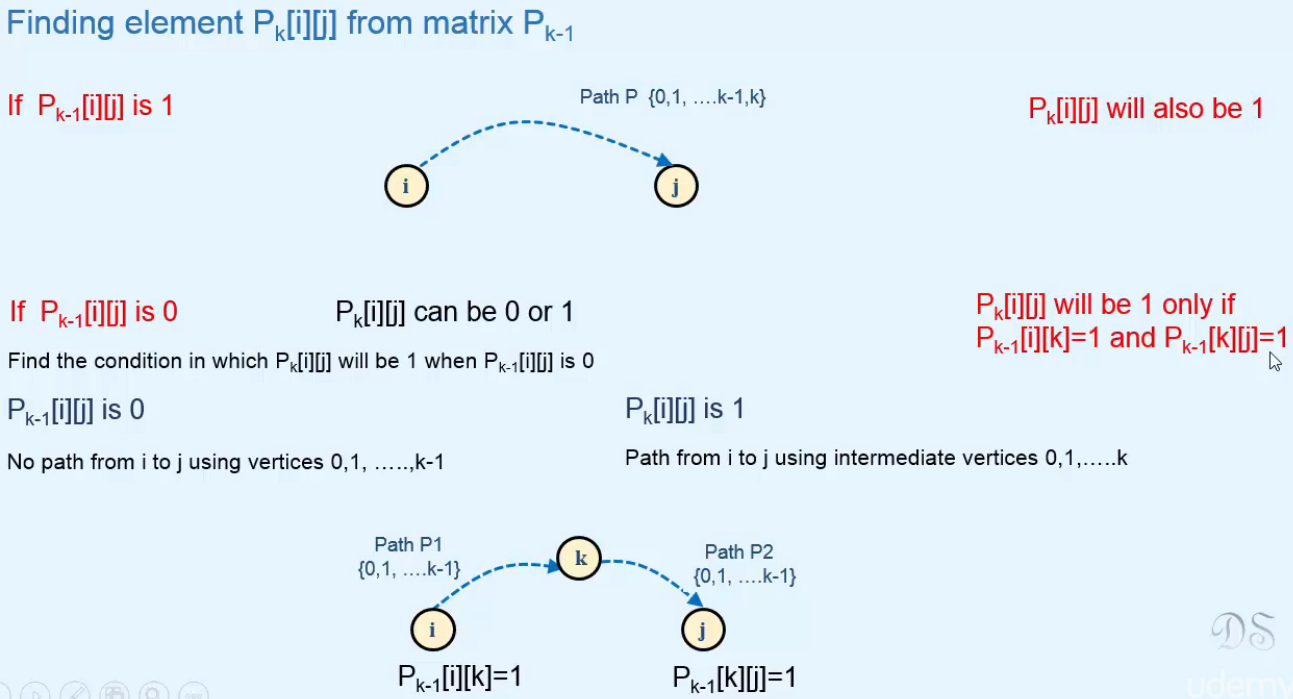 Finding element Pk[i][j] from matrix Pk-1
If Pk-1[i][j] is 1
Path P {0,1, ....k-1,k}
Pk[i][j] will also be 1
i
j
If Pk-1[i][j] is 0
Pk[i][j] can be 0 or 1
Pk[i][j] will be 1 only if
Pk-1[i][k]=1 and Pk-1[k][j]=1
Find the condition in which Pk[i][j] will be 1 when Pk-1[i][j] is 0
Pk-1[i][j] is 0
Pk[i][j] is 1
No path from i to j using vertices 0,1, .....,k-1
Path from i to j using intermediate vertices 0,1,.....k
Path P1
{0,1, ....k-1}
k
Path P2
{0,1, ....k-1}
i
j
Pk-1[i][k]=1
Pk-1[k][j]=1
DS
udemy